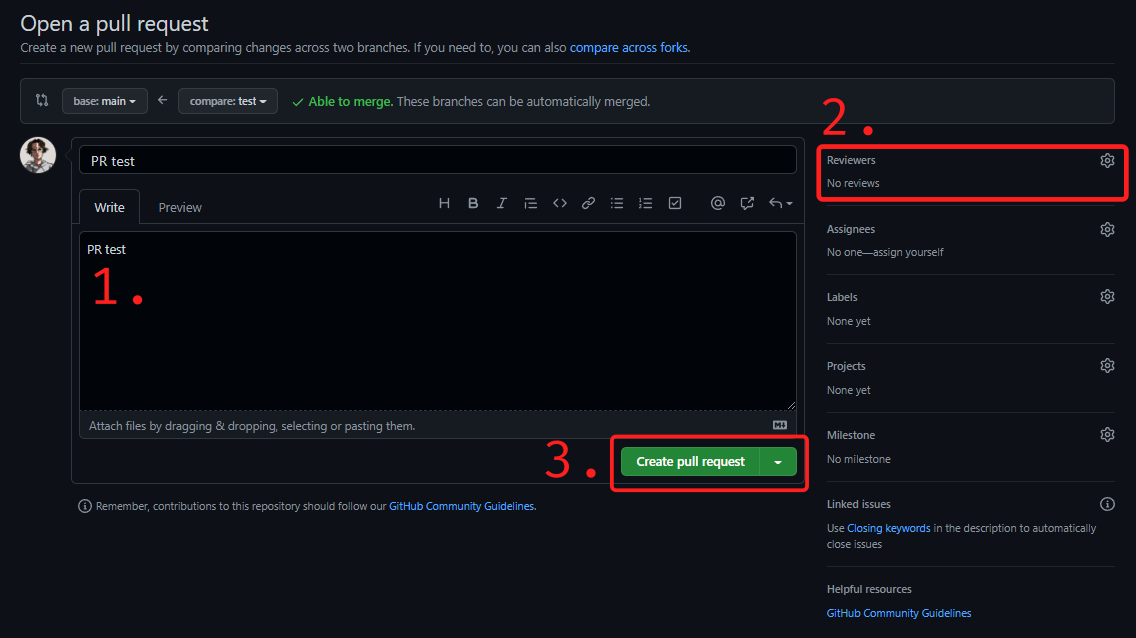 Open a pull request
Create a new pull request by comparing changes across two branches. If you need to, you can also compare across forks.
base: main
compare: test
Able to merge. These branches can be automatically merged.
2.
PR test
Write
Preview
H B I
PR test
1.
Attach files by dragging & dropping, selecting or pasting them.
3.
Create pull request
Remember, contributions to this repository should follow our GitHub Community Guidelines.
Reviewers
No reviews
Assignees
No one—assign yourself
Labels
None yet
Projects
None yet
Milestone
No milestone
Linked issues
Use Closing keywords in the description to automatically
close issues
Helpful resources
GitHub Community Guidelines